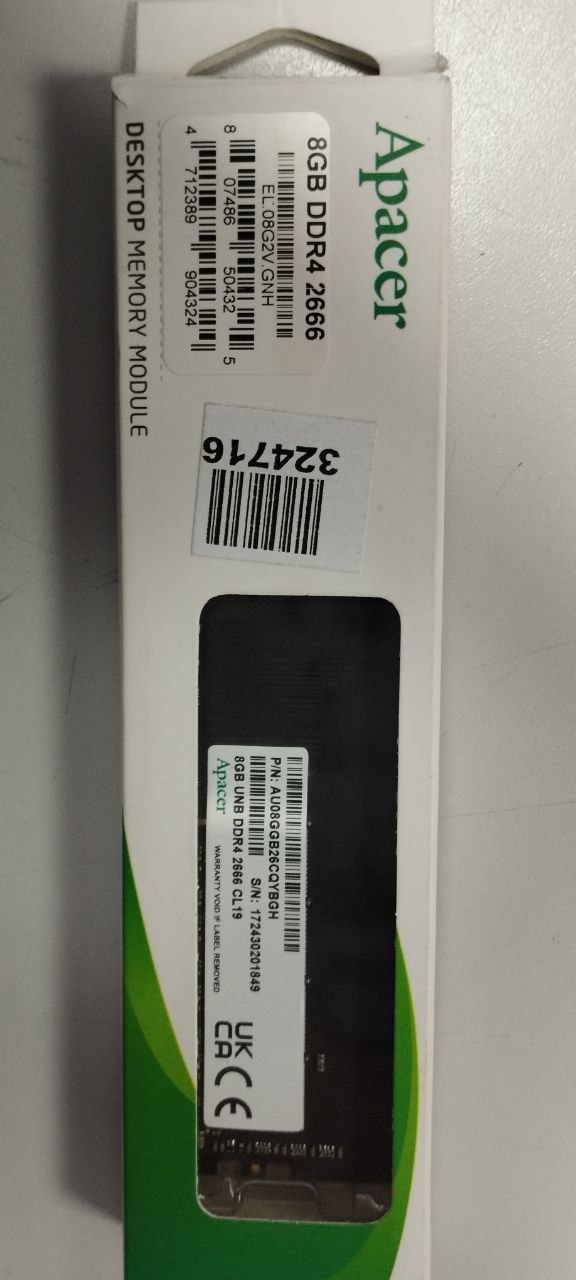 Apacer
8GB DDR4 2666
EL.08G2V.GNH
8 07486 50432 5
4 712389 904324
DESKTOP MEMORY MODULE
324716
P/N: AU08GGB26CQYBGH
S/N: 172430201849
8GB UNB DDR4 2666 CL19
Apacer
WARRANTY VOID IF LABEL REMOVED
UK
CA
CE